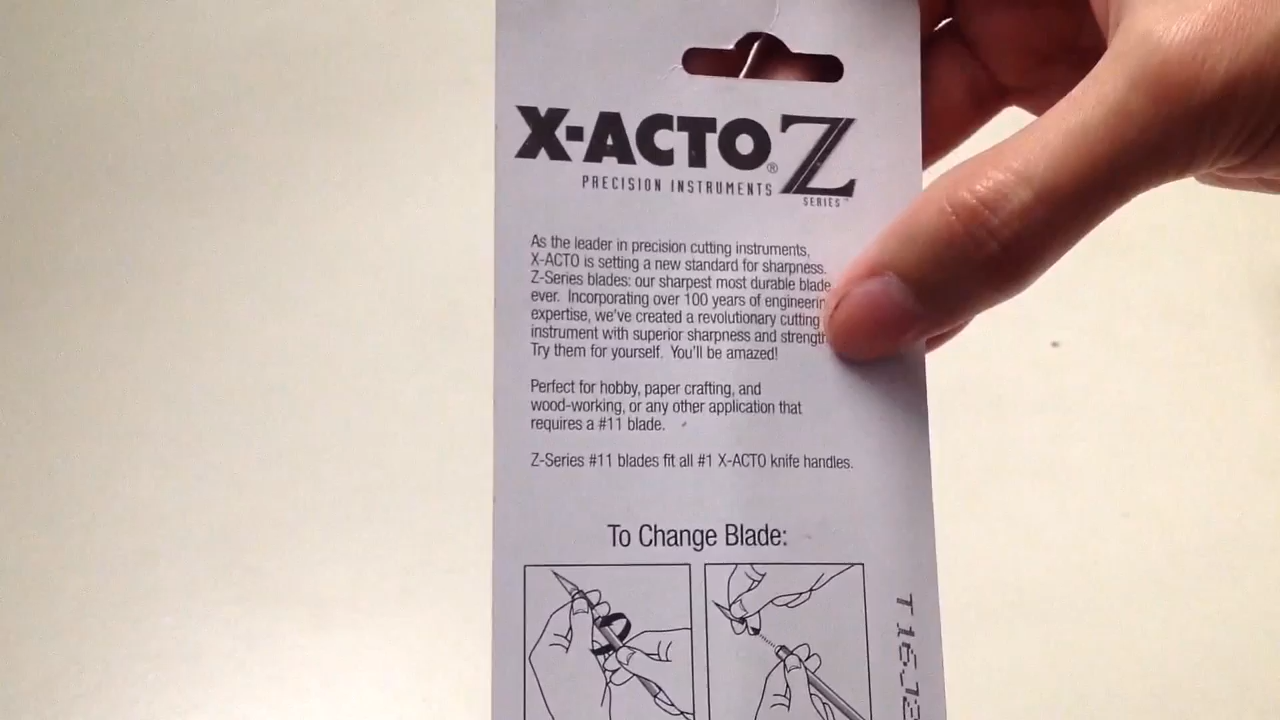 X-ACTO® Z
PRECISION INSTRUMENTS
SERIES™
As the leader in precision cutting instruments,
X-ACTO is setting a new standard for sharpness.
Z-Series blades: our sharpest most durable blade
ever. Incorporating over 100 years of engineerin
expertise, we've created a revolutionary cutting
instrument with superior sharpness and strength
Try them for yourself. You'll be amazed!
Perfect for hobby, paper crafting, and
wood-working, or any other application that
requires a #11 blade.
Z-Series #11 blades fit all #1 X-ACTO knife handles.
To Change Blade: